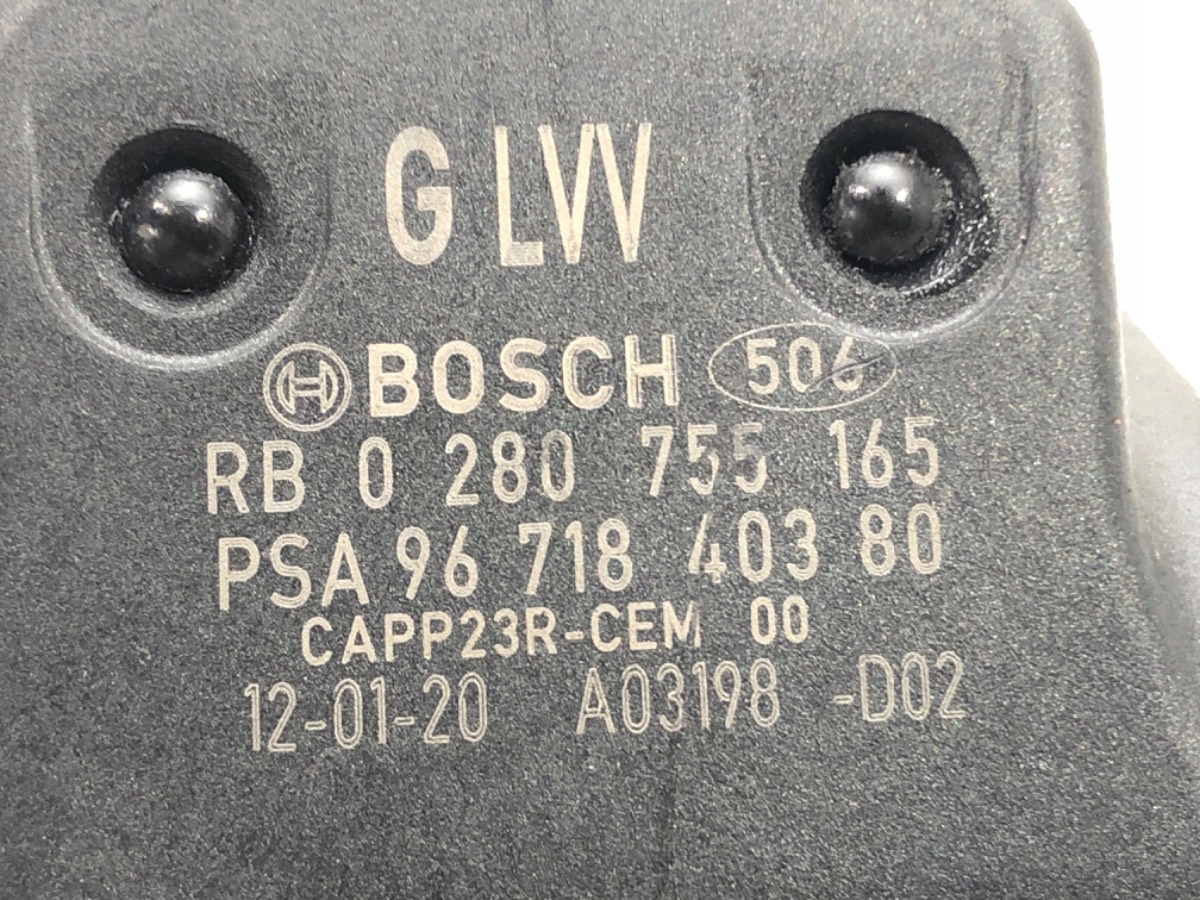 G LVV
BOSCH 506
RB 0 280 755 165
PSA 96 718 403 80
CAPP23R-CEM 00
12-01-20 A03198 -D02